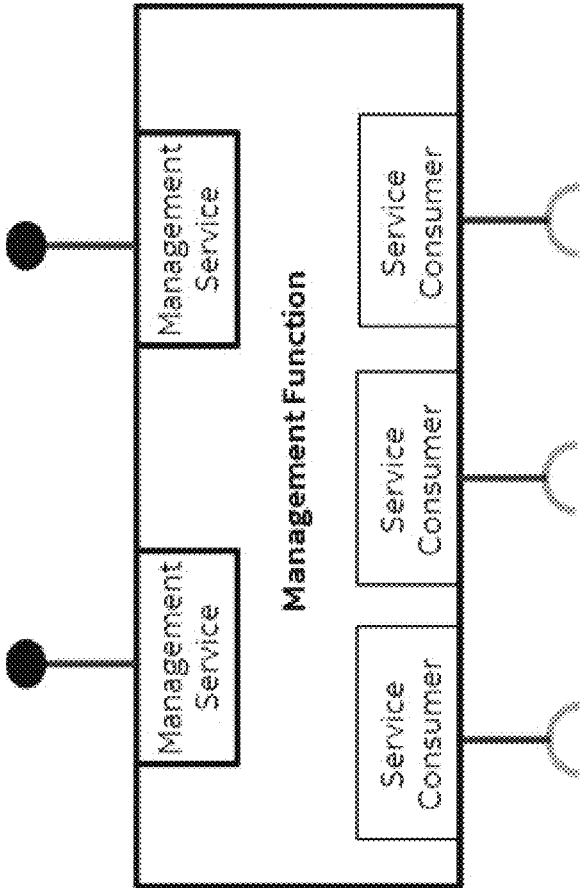 Management
Service
Management
Service
Management Function
Service
Consumer
Service
Consumer
Service
Consumer